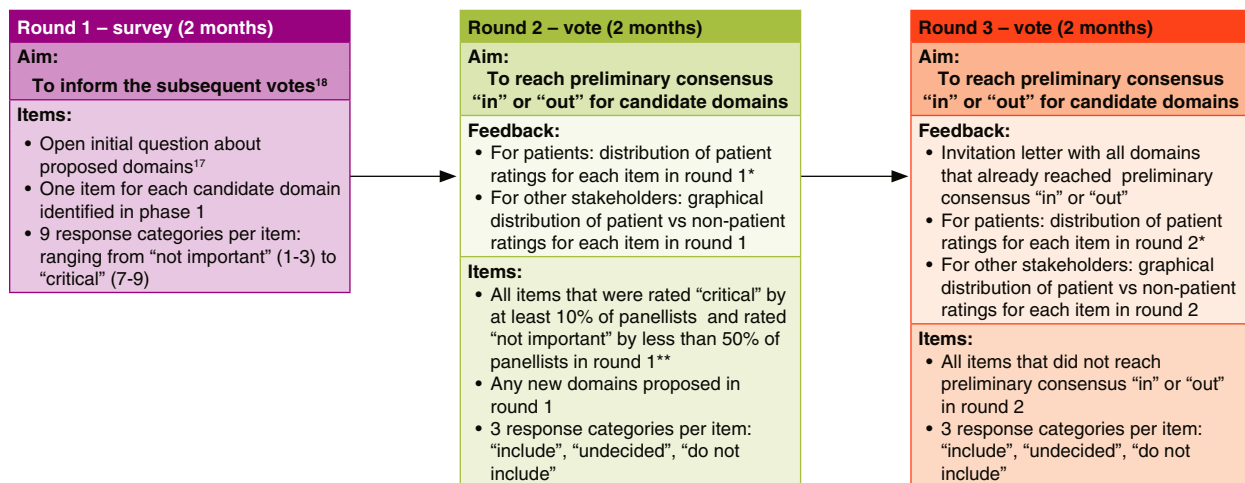 Round 1 – survey (2 months)
Aim:
To inform the subsequent votes¹⁸
Items:
• Open initial question about
proposed domains¹⁷
• One item for each candidate domain
identified in phase 1
• 9 response categories per item:
ranging from “not important” (1-3) to
“critical” (7-9)
Round 2 – vote (2 months)
Aim:
To reach preliminary consensus
“in” or “out” for candidate domains
Feedback:
• For patients: distribution of patient
ratings for each item in round 1*
• For other stakeholders: graphical
distribution of patient vs non-patient
ratings for each item in round 1
Items:
• All items that were rated “critical” by
at least 10% of panellists and rated
“not important” by less than 50% of
panellists in round 1**
• Any new domains proposed in
round 1
• 3 response categories per item:
“include”, “undecided”, “do not
include”
Round 3 – vote (2 months)
Aim:
To reach preliminary consensus
“in” or “out” for candidate domains
Feedback:
• Invitation letter with all domains
that already reached preliminary
consensus “in” or “out”
• For patients: distribution of patient
ratings for each item in round 2*
• For other stakeholders: graphical
distribution of patient vs non-patient
ratings for each item in round 2
Items:
• All items that did not reach
preliminary consensus “in” or “out”
in round 2
• 3 response categories per item:
“include”, “undecided”, “do not
include”